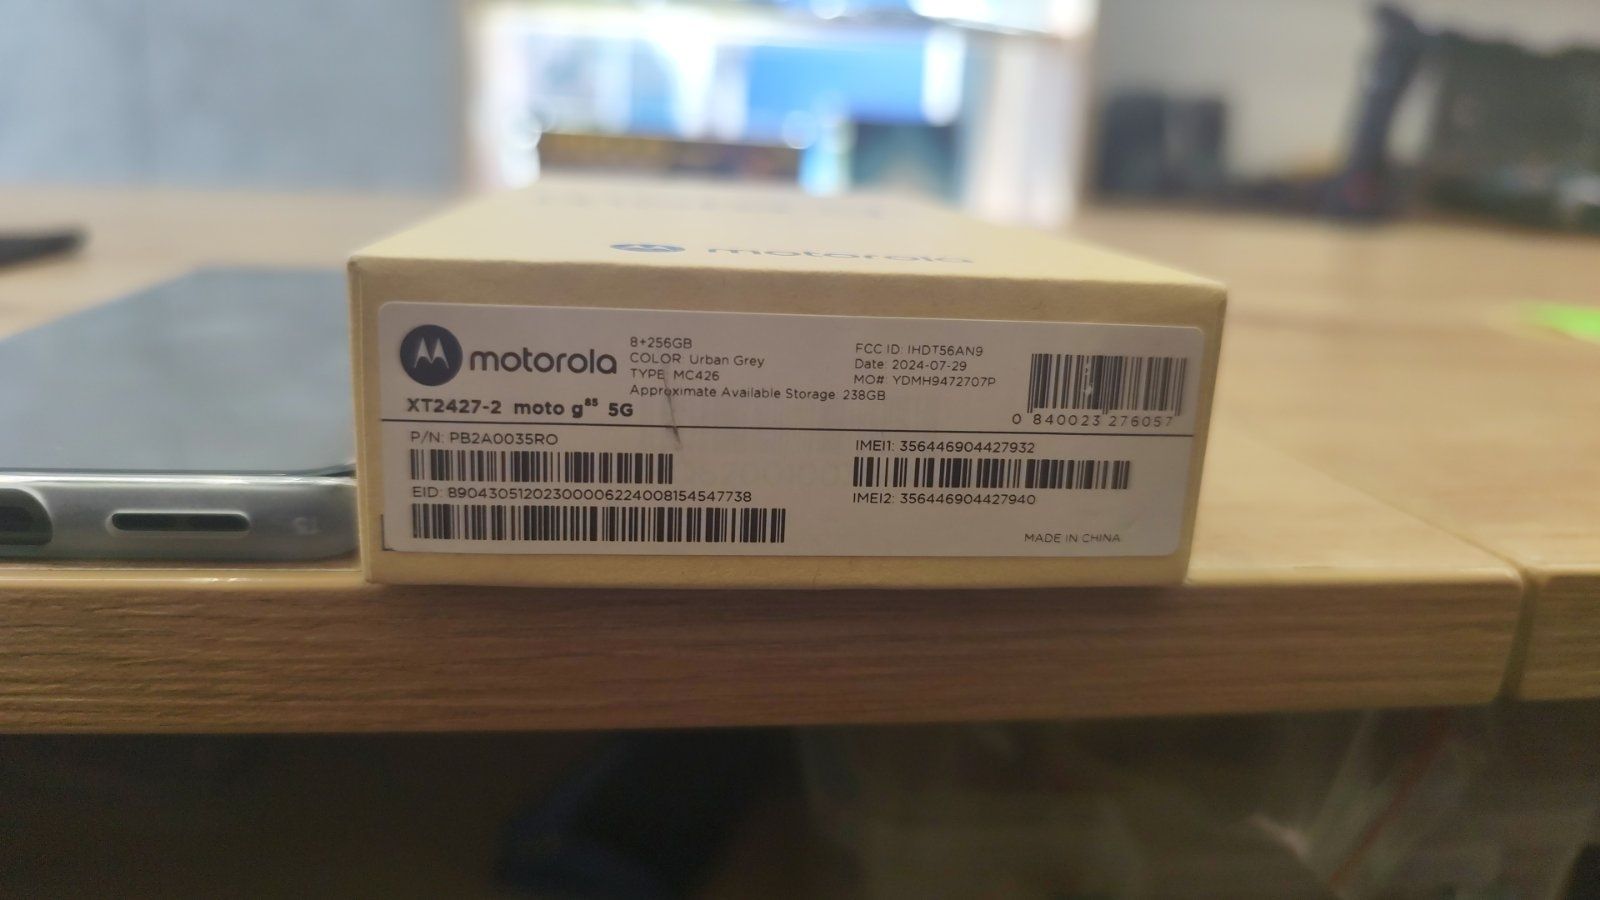 motorola
motorola
8+256GB
COLOR: Urban Grey
TYPE: MC426
Approximate Available Storage: 238GB
FCC ID: IHDT56AN9
Date: 2024-07-29
MO#: YDMH9472707P
0 840023 276057
XT2427-2 moto g85 5G
P/N: PB2A0035RO
EID: 89043051202300006224008154547738
IMEI1: 356446904427932
IMEI2: 356446904427940
MADE IN CHINA